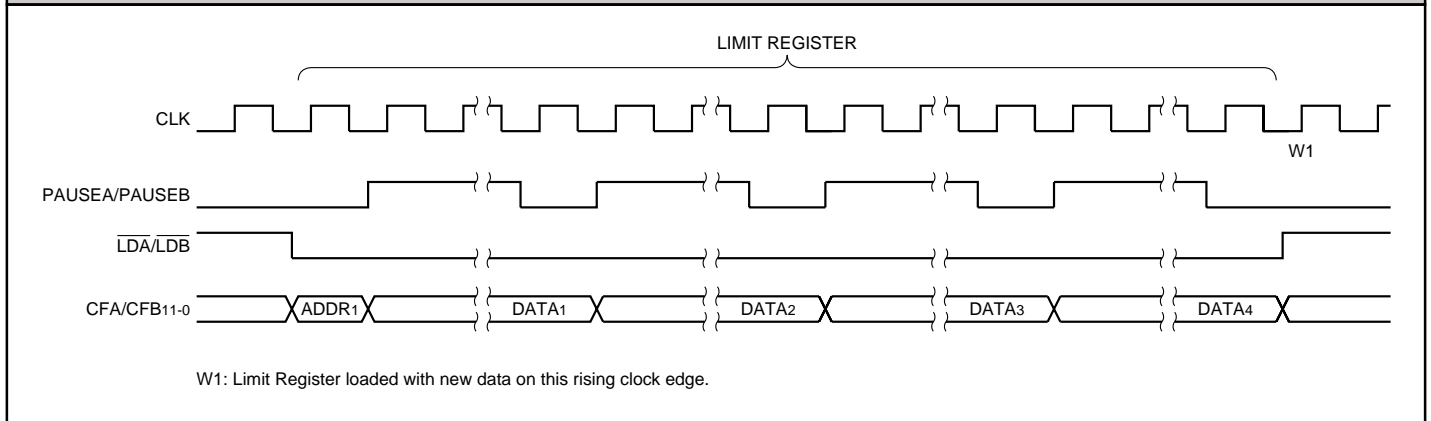 LIMIT REGISTER
CLK
W1
PAUSEA/PAUSEB
LDA/LDB
CFA/CFB11-0
ADDR1
DATA1
DATA2
DATA3
DATA4
W1: Limit Register loaded with new data on this rising clock edge.